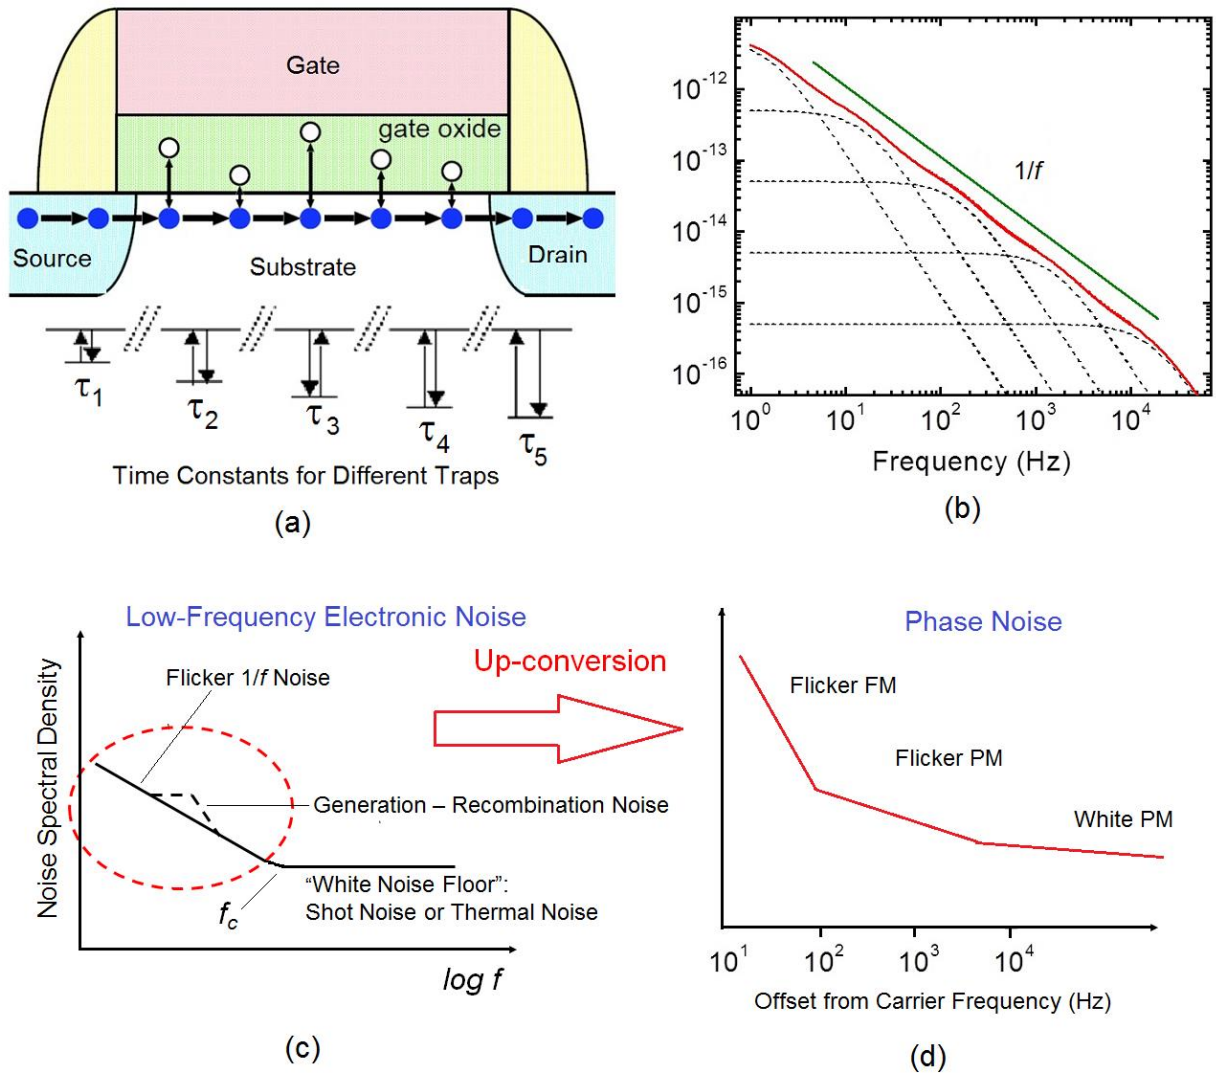 Gate
gate oxide
Source
Substrate
Drain
τ1
τ2
τ3
τ4
τ5
Time Constants for Different Traps
(a)
10^-12
10^-13
10^-14
10^-15
10^-16
1/f
10^0 10^1 10^2 10^3 10^4
Frequency (Hz)
(b)
Low-Frequency Electronic Noise
Noise Spectral Density
Flicker 1/f Noise
Generation – Recombination Noise
"White Noise Floor":
Shot Noise or Thermal Noise
fc
log f
(c)
Up-conversion
Phase Noise
Flicker FM
Flicker PM
White PM
10^1 10^2 10^3 10^4
Offset from Carrier Frequency (Hz)
(d)